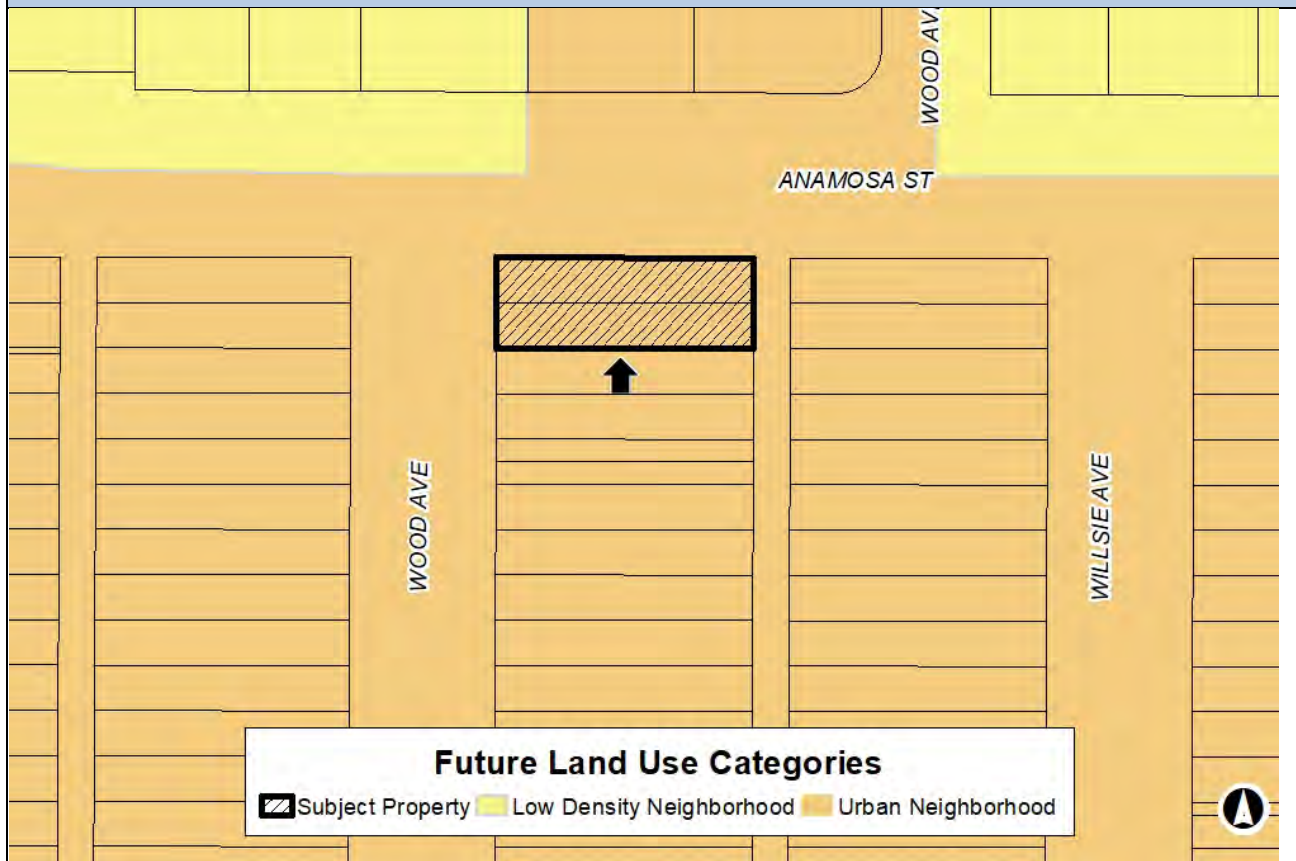 WOOD AVE
ANAMOSA ST
WOOD AVE
WILLSIE AVE
Future Land Use Categories
Subject Property Low Density Neighborhood Urban Neighborhood